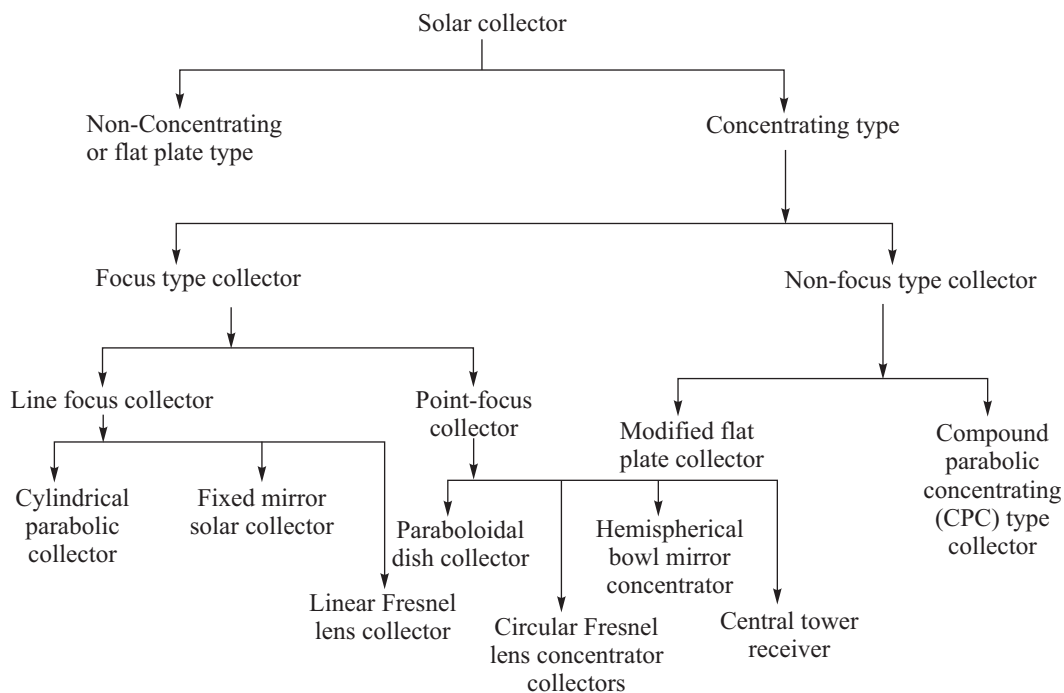 Solar collector
Non-Concentrating
or flat plate type
Concentrating type
Focus type collector
Non-focus type collector
Line focus collector
Point-focus
collector
Modified flat
plate collector
Compound
parabolic
concentrating
(CPC) type
collector
Cylindrical
parabolic
collector
Fixed mirror
solar collector
Linear Fresnel
lens collector
Paraboloidal
dish collector
Circular Fresnel
lens concentrator
collectors
Hemispherical
bowl mirror
concentrator
Central tower
receiver